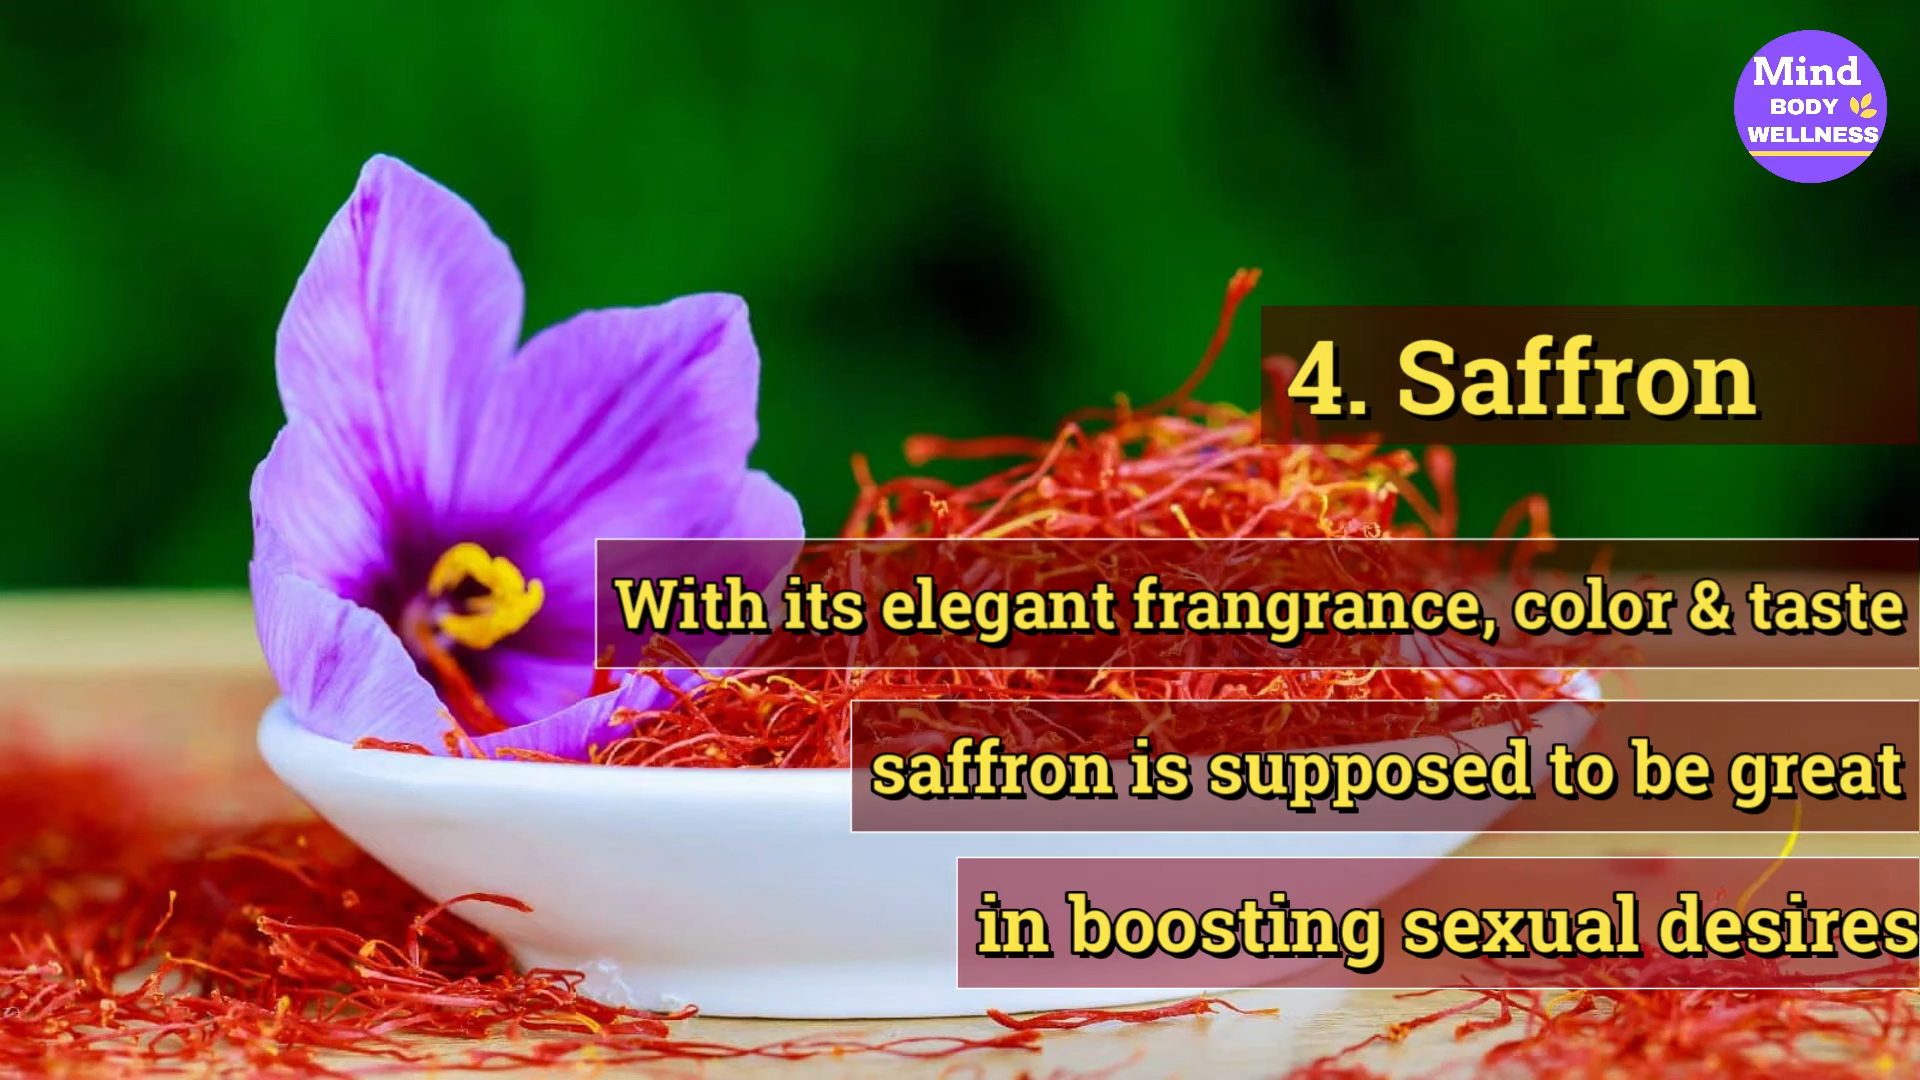 Mind
BODY
WELLNESS
4. Saffron
With its elegant frangrance, color & taste
saffron is supposed to be great
in boosting sexual desires